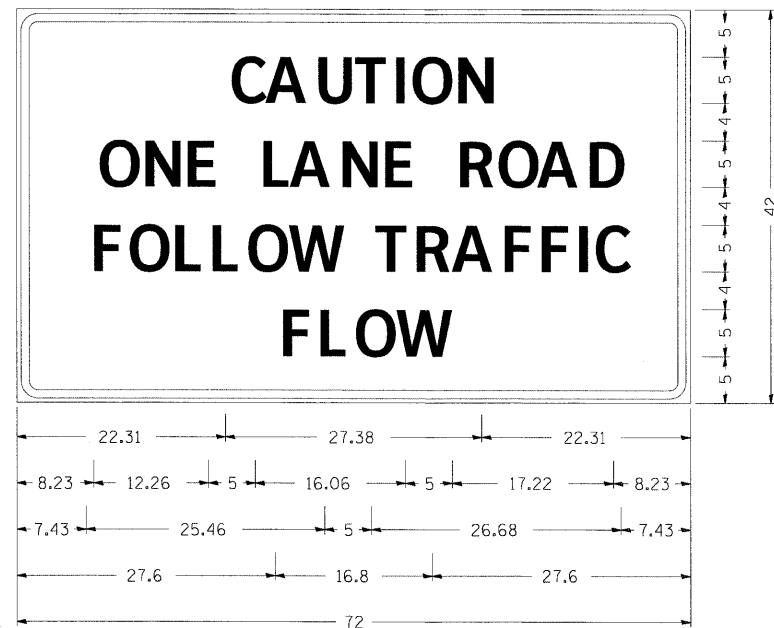 CAUTION
ONE LANE ROAD
FOLLOW TRAFFIC
FLOW
5
5
4
5
4
5
4
5
5
42
22.31 27.38 22.31
8.23 12.26 5 16.06 5 17.22 8.23
7.43 25.46 5 26.68 7.43
27.6 16.8 27.6
72